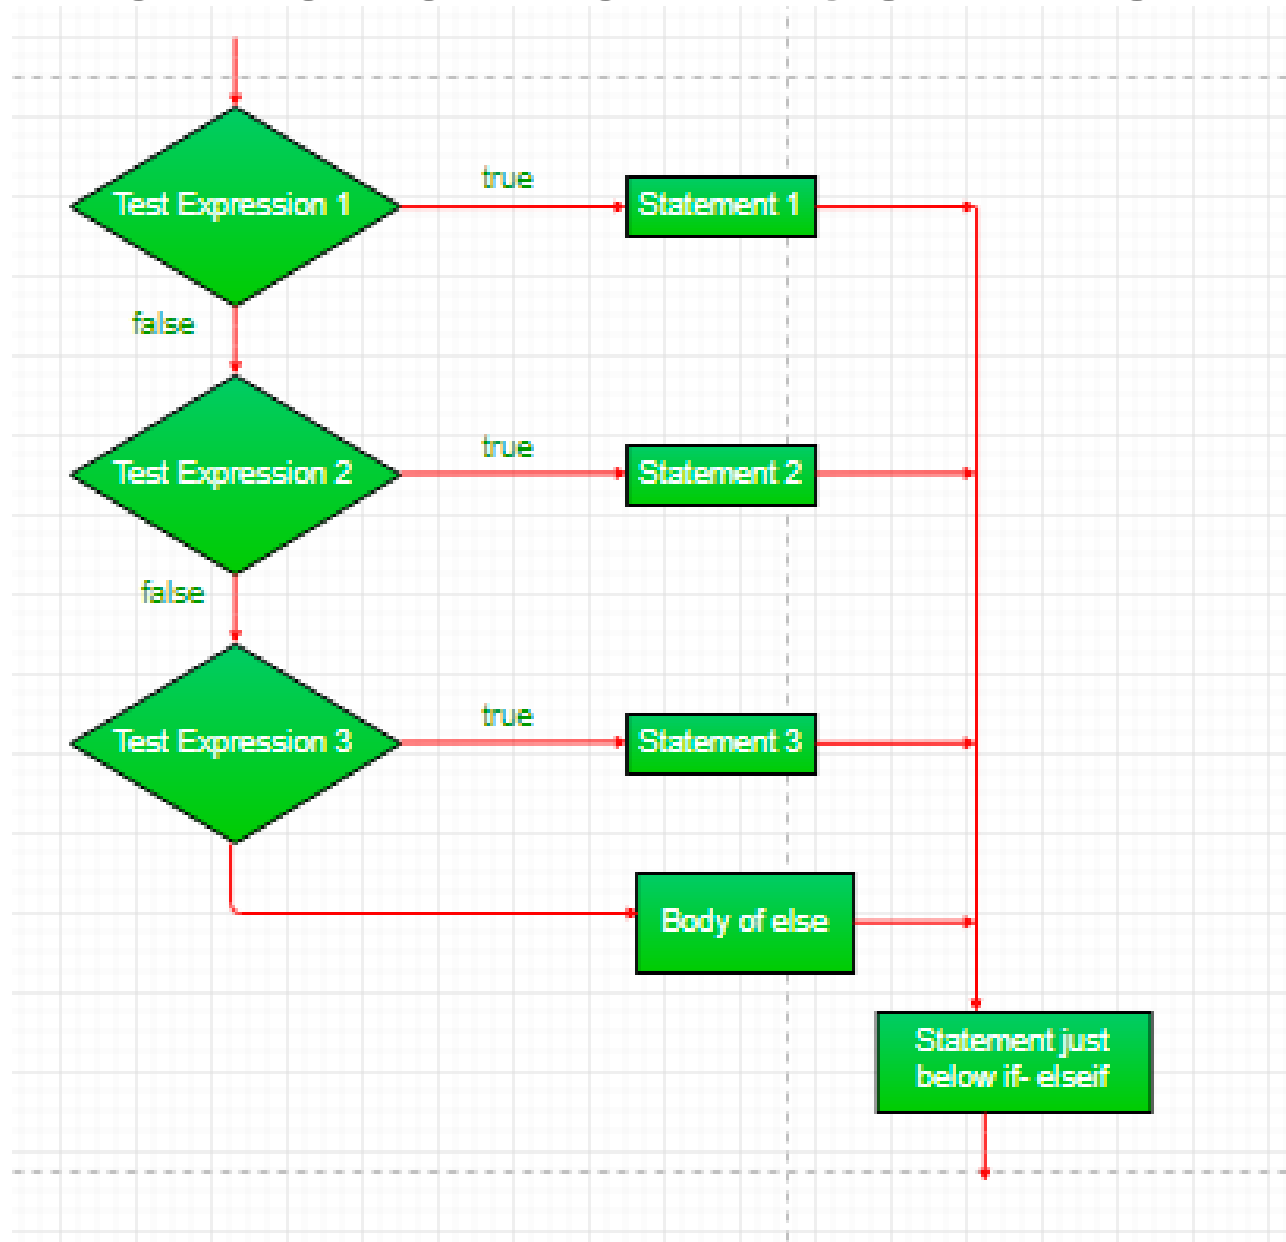 Test Expression 1
true
Statement 1
false
Test Expression 2
true
Statement 2
false
Test Expression 3
true
Statement 3
Body of else
Statement just
below if- elseif